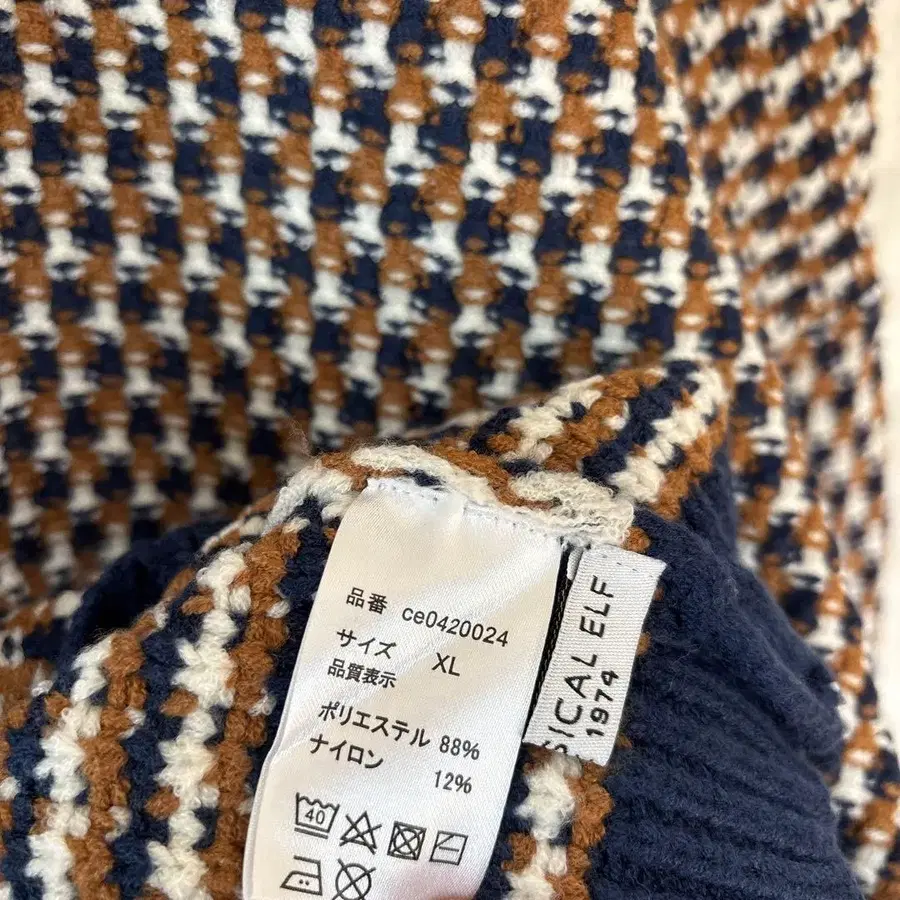 品番 ce0420024
サイズ XL
品質表示
ポリエステル 88%
ナイロン 12%
40
SICAL ELF
1974